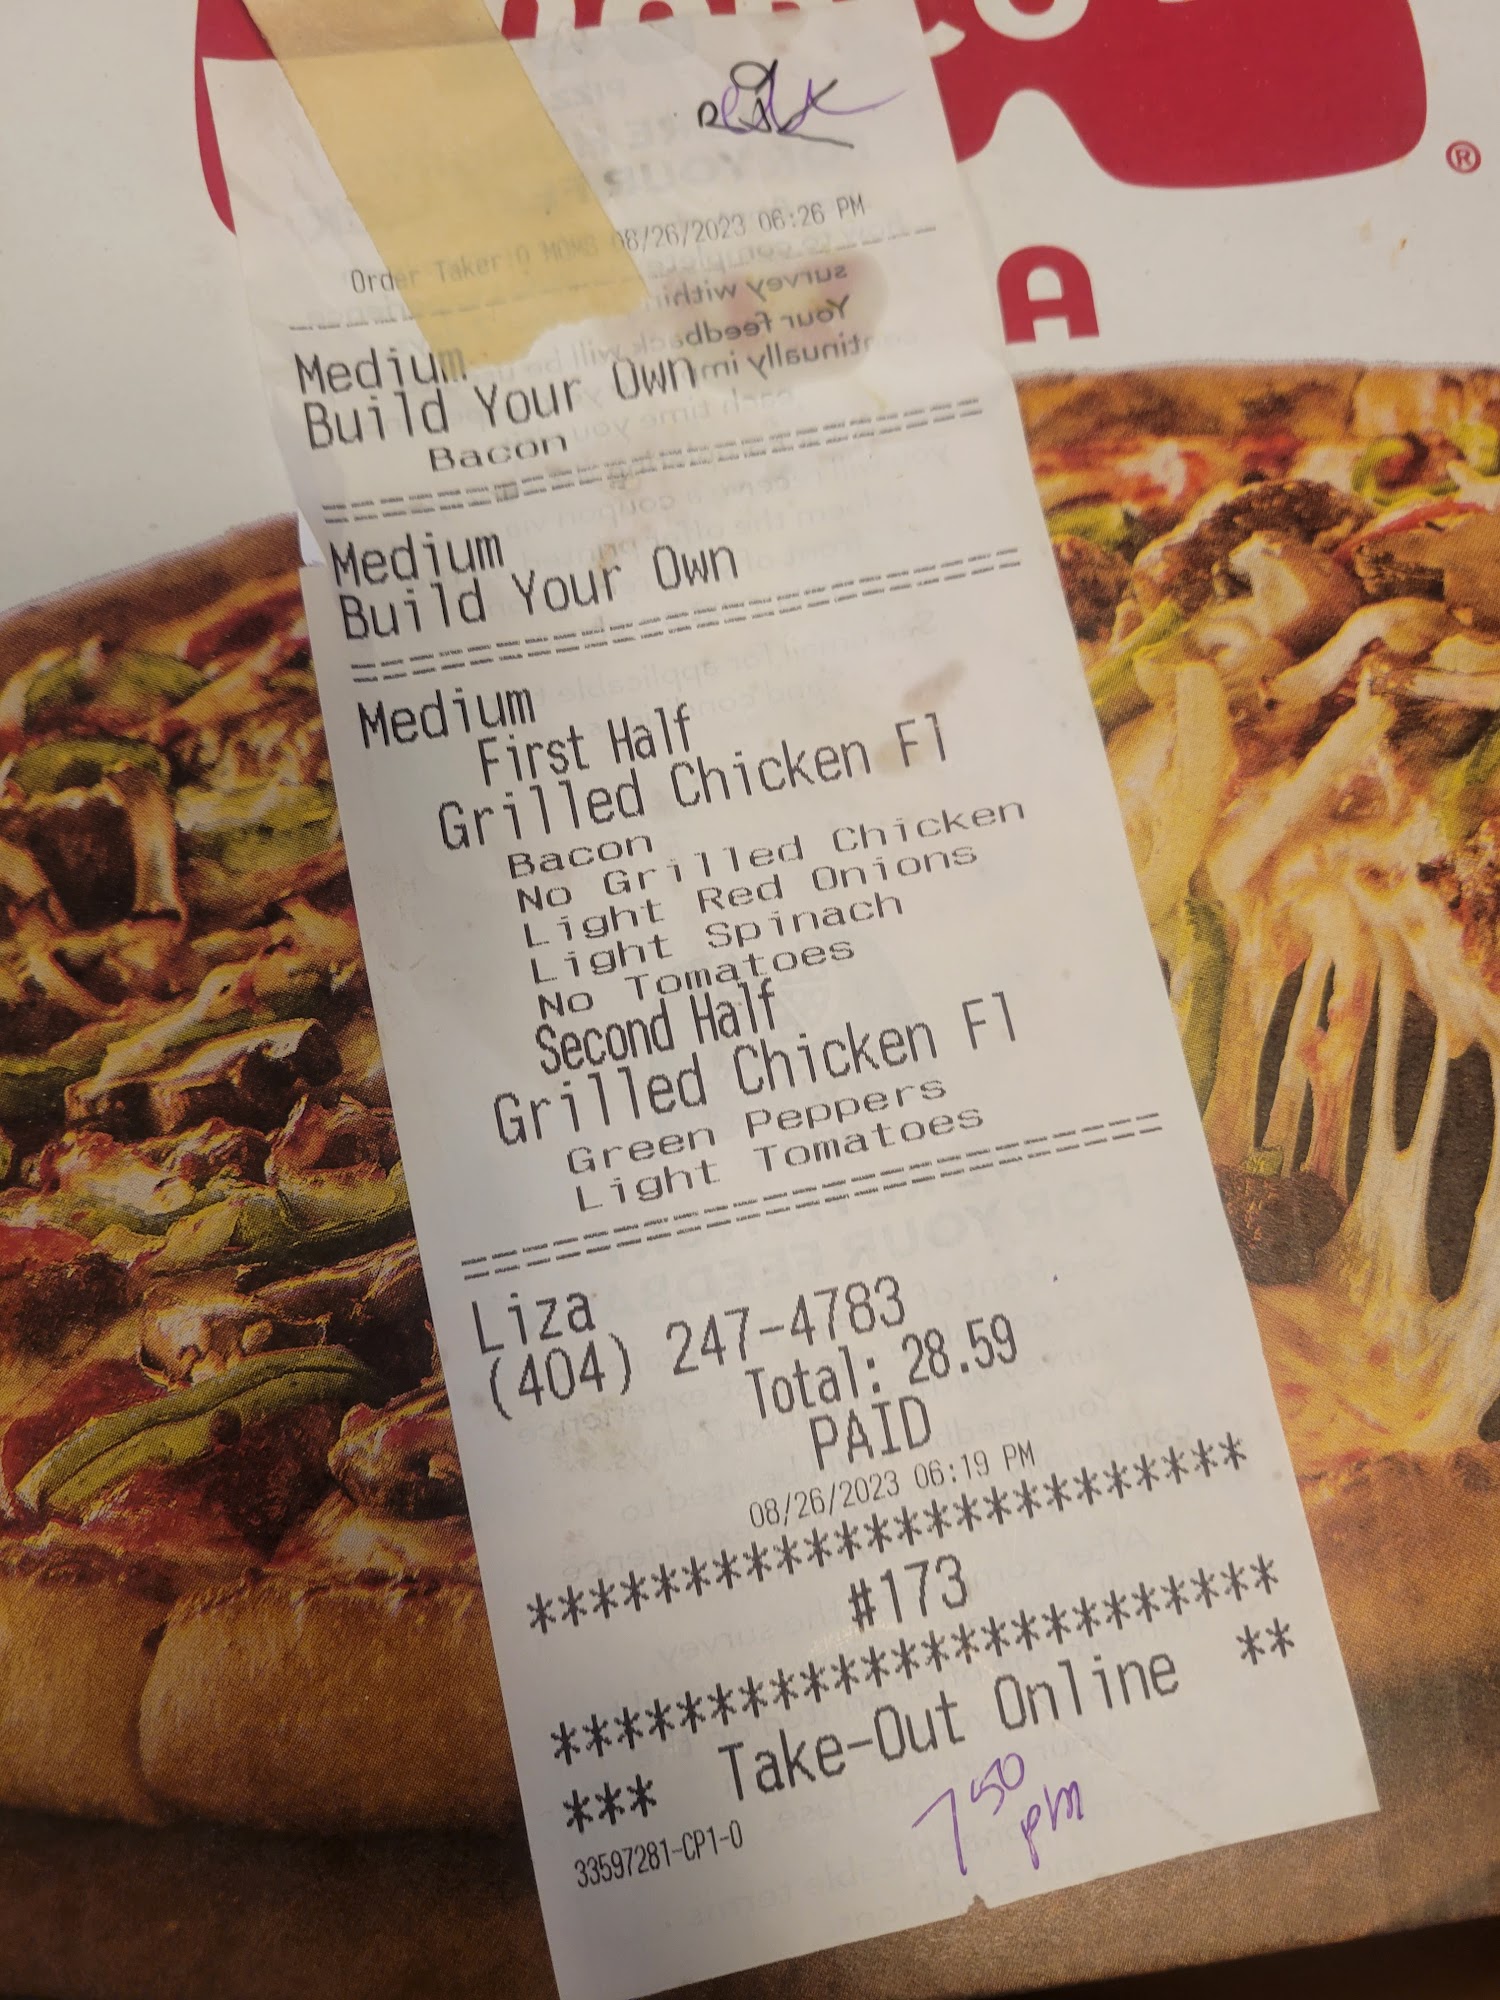 ®
A
Order Taker:0 MOMS 08/26/2023 06:26 PM
Medium
Build Your Own
Bacon
Medium
Build Your Own
Medium
First Half
Grilled Chicken Fl
Bacon
No Grilled Chicken
Light Red Onions
Light Spinach
No Tomatoes
Second Half
Grilled Chicken Fl
Green Peppers
Light Tomatoes
Liza
(404) 247-4783
Total: 28.59
PAID
08/26/2023 06:19 PM
**********************
#173
**********************
*** Take-Out Online **
33597281-CP1-0
7 50
pm